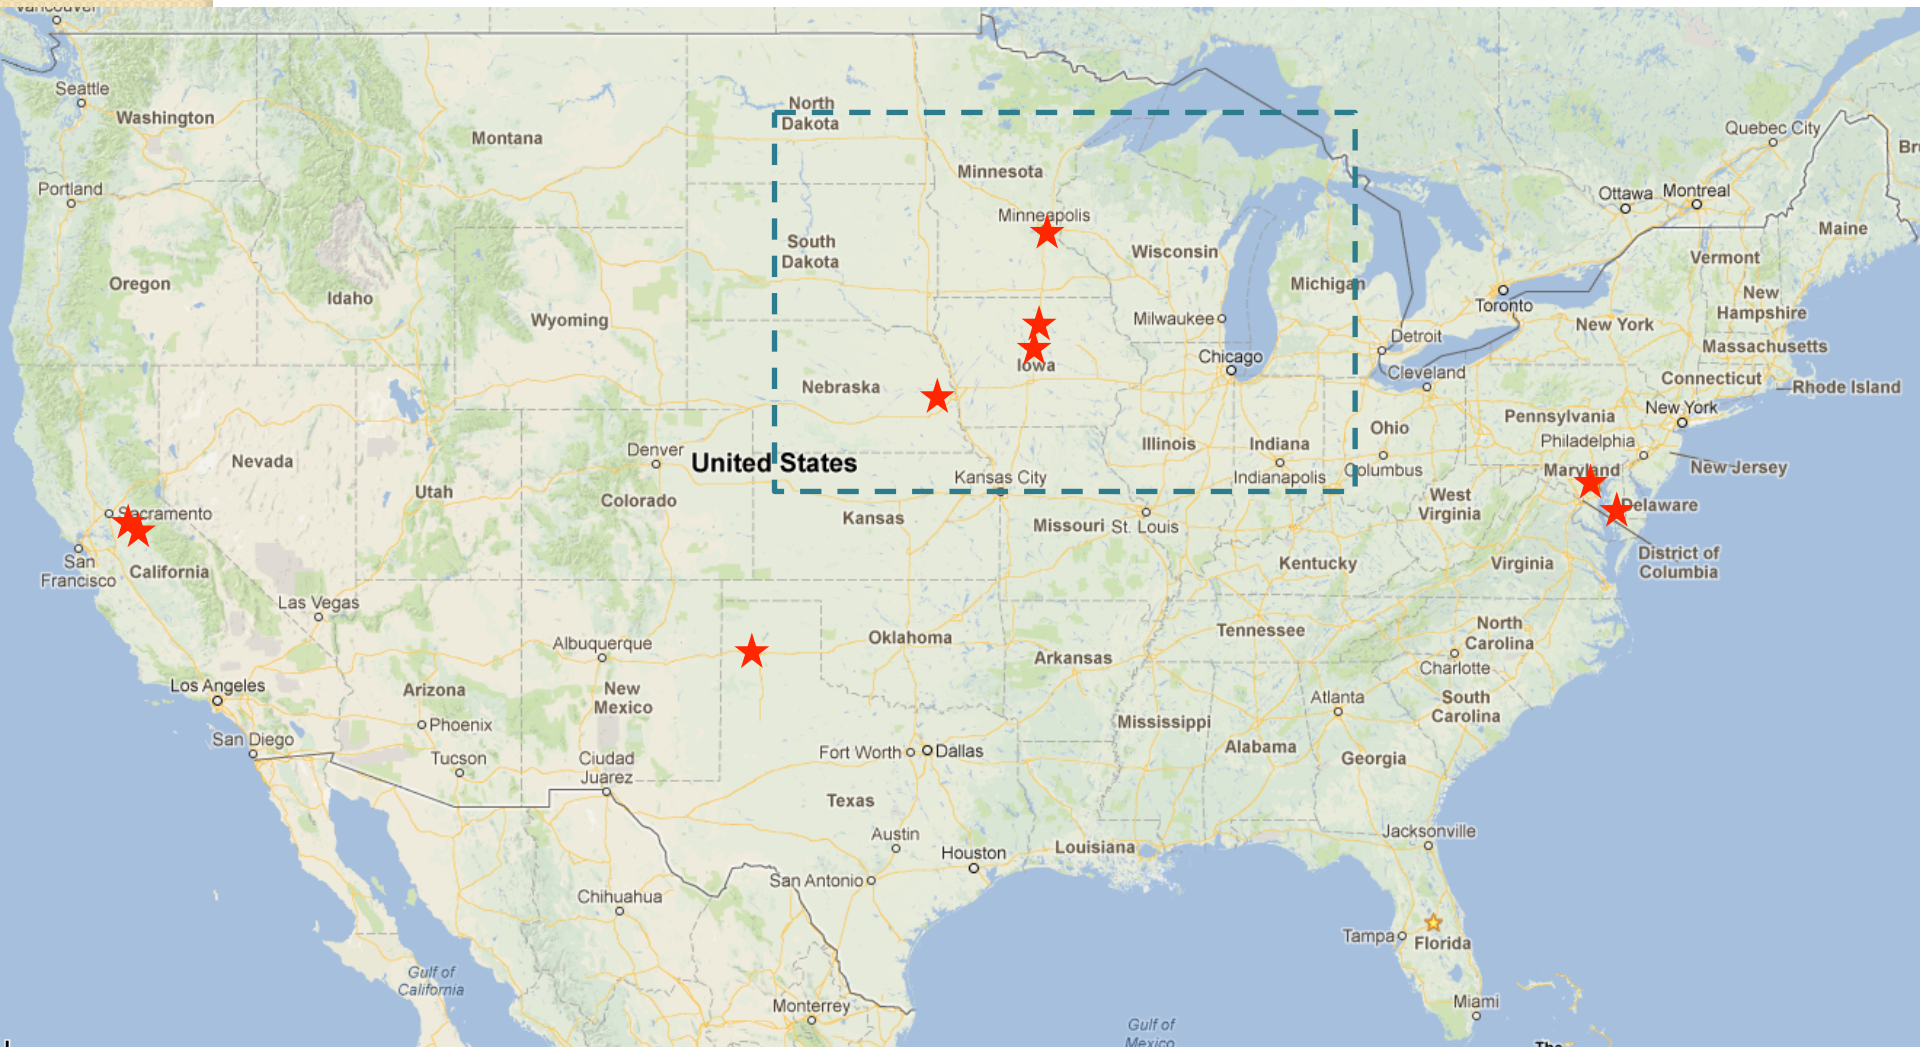 Vancouver
Seattle
Washington
Montana
North
Dakota
Minnesota
Quebec City
Portland
Ottawa
Montreal
Maine
Minneapolis
South
Dakota
Wisconsin
Vermont
Oregon
Idaho
Michigan
New
Hampshire
Toronto
Wyoming
Milwaukee
New York
Detroit
Massachusetts
Chicago
Iowa
Cleveland
Connecticut
Rhode Island
Nebraska
New York
Pennsylvania
Ohio
Philadelphia
Illinois
Indiana
Denver
United States
Nevada
Maryland
New Jersey
Columbus
Kansas City
Indianapolis
Utah
Colorado
West
Virginia
Delaware
Sacramento
Kansas
Missouri
St. Louis
District of
Columbia
San
Francisco
California
Kentucky
Virginia
Las Vegas
Albuquerque
Oklahoma
Tennessee
North
Carolina
Arkansas
Charlotte
Los Angeles
Arizona
New
Mexico
Atlanta
South
Carolina
Phoenix
Mississippi
San Diego
Fort Worth
Dallas
Alabama
Tucson
Ciudad
Juarez
Georgia
Texas
Austin
Jacksonville
Houston
Louisiana
San Antonio
Chihuahua
Tampa
Florida
Gulf of
California
Monterrey
Miami
Gulf of
Mexico
The